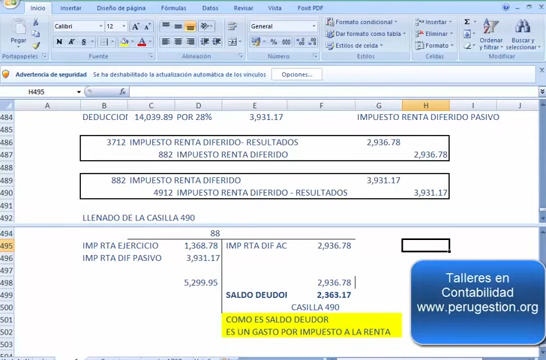 Inicio Insertar Diseño de página Fórmulas Datos Revisar Vista Foxit PDF
Pegar Calibri 12 General Formato condicional Insertar
N K S Dar formato como tabla Eliminar Ordenar y filtrar Buscar y seleccionar
Estilos de celda Formato
Portapapeles Fuente Alineación Número Estilos Celdas Modificar
Advertencia de seguridad Se ha deshabilitado la actualización automática de los vínculos Opciones...
H495
A B C D E F G H I J
484 DEDUCCION 14,039.89 POR 28% 3,931.17 IMPUESTO RENTA DIFERIDO PASIVO
485
486 3712 IMPUESTO RENTA DIFERIDO - RESULTADOS 2,936.78
487 882 IMPUESTO RENTA DIFERIDO 2,936.78
488
489 882 IMPUESTO RENTA DIFERIDO 3,931.17
490 4912 IMPUESTO RENTA DIFERIDO - RESULTADOS 3,931.17
491
492 LLENADO DE LA CASILLA 490
494 88
495 IMP RTA EJERCICIO 1,368.78 IMP RTA DIF AC 2,936.78
496 IMP RTA DIF PASIVO 3,931.17
497
498 5,299.95 2,936.78
499 SALDO DEUDOI 2,363.17
500 CASILLA 490
501 COMO ES SALDO DEUDOR
502 ES UN GASTO POR IMPUESTO A LA RENTA
503
Talleres en
Contabilidad
www.perugestion.org